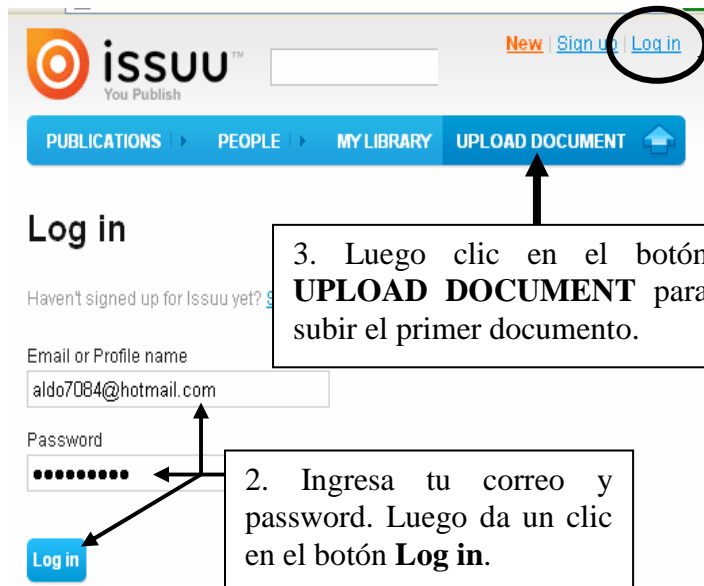 issuu™
You Publish
New | Sign up | Log in
PUBLICATIONS
PEOPLE
MY LIBRARY
UPLOAD DOCUMENT
Log in
Haven't signed up for Issuu yet?
3. Luego clic en el botón
UPLOAD DOCUMENT para
subir el primer documento.
Email or Profile name
aldo7084@hotmail.com
Password
•••••••••
2. Ingresa tu correo y
password. Luego da un clic
en el botón Log in.
Log in